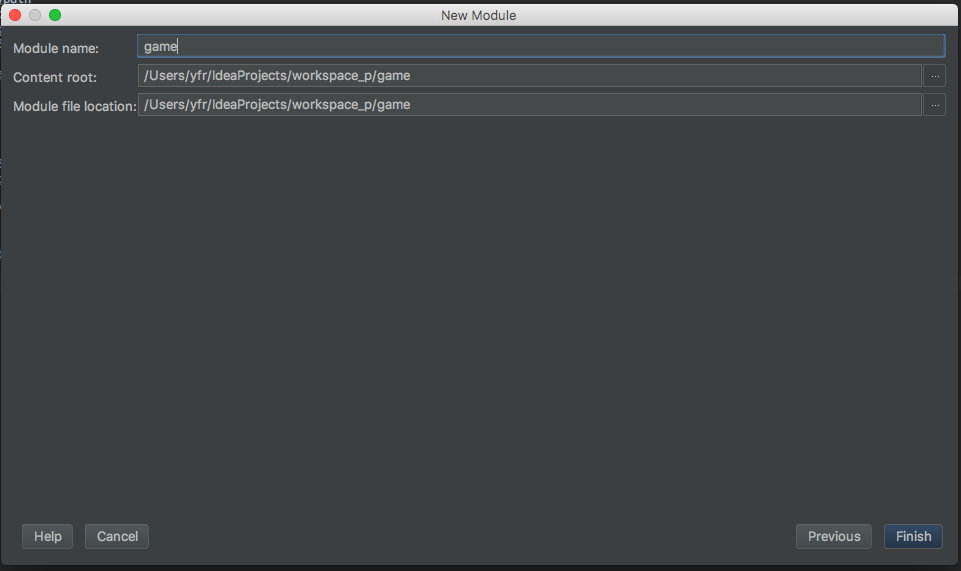 New Module
Module name: game
Content root: /Users/yfr/IdeaProjects/workspace_p/game ...
Module file location: /Users/yfr/IdeaProjects/workspace_p/game ...
Help Cancel Previous Finish